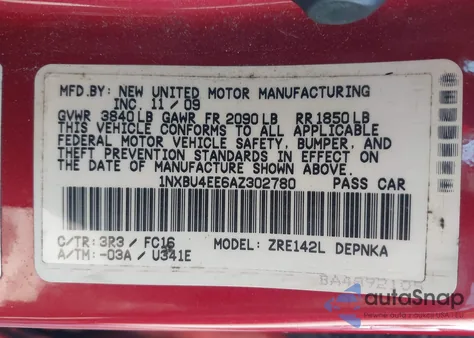 MFD.BY: NEW UNITED MOTOR MANUFACTURING
INC. 11/09
GVWR 3840 LB GAWR FR 2090 LB RR 1850 LB
THIS VEHICLE CONFORMS TO ALL APPLICABLE
FEDERAL MOTOR VEHICLE SAFETY, BUMPER, AND
THEFT PREVENTION STANDARDS IN EFFECT ON
THE DATE OF MANUFACTURE SHOWN ABOVE.
1NXBU4EE6AZ302780 PASS CAR
C/TR: 3R3 / FC16 MODEL: ZRE142L DEPNKA
A/TM: -03A / U341E
autoSnap